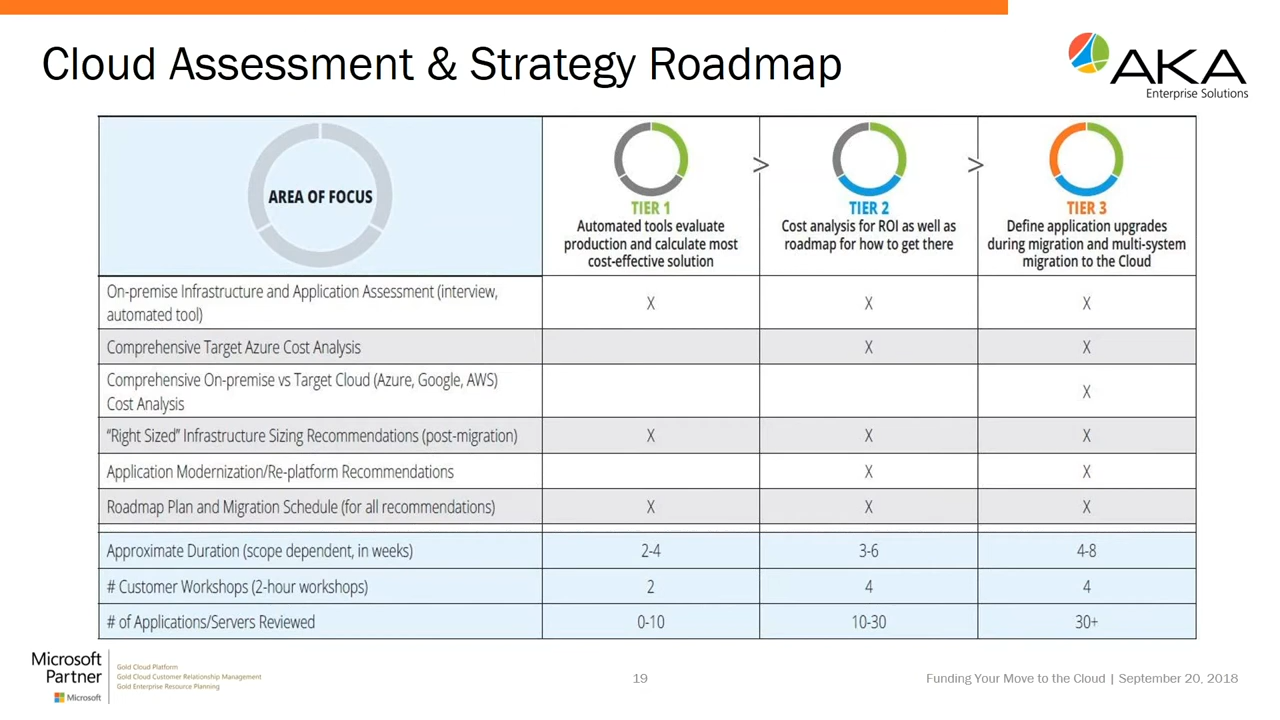 Cloud Assessment & Strategy Roadmap
AKA
Enterprise Solutions
AREA OF FOCUS
TIER 1
Automated tools evaluate
production and calculate most
cost-effective solution
>
TIER 2
Cost analysis for ROI as well as
roadmap for how to get there
>
TIER 3
Define application upgrades
during migration and multi-system
migration to the Cloud
On-premise Infrastructure and Application Assessment (interview,
automated tool)
X X X
Comprehensive Target Azure Cost Analysis
X X
Comprehensive On-premise vs Target Cloud (Azure, Google, AWS)
Cost Analysis
X
“Right Sized” Infrastructure Sizing Recommendations (post-migration)
X X X
Application Modernization/Re-platform Recommendations
X X
Roadmap Plan and Migration Schedule (for all recommendations)
X X X
Approximate Duration (scope dependent, in weeks)
2-4 3-6 4-8
# Customer Workshops (2-hour workshops)
2 4 4
# of Applications/Servers Reviewed
0-10 10-30 30+
Microsoft
Partner
Microsoft
Gold Cloud Platform
Gold Cloud Customer Relationship Management
Gold Enterprise Resource Planning
19
Funding Your Move to the Cloud | September 20, 2018